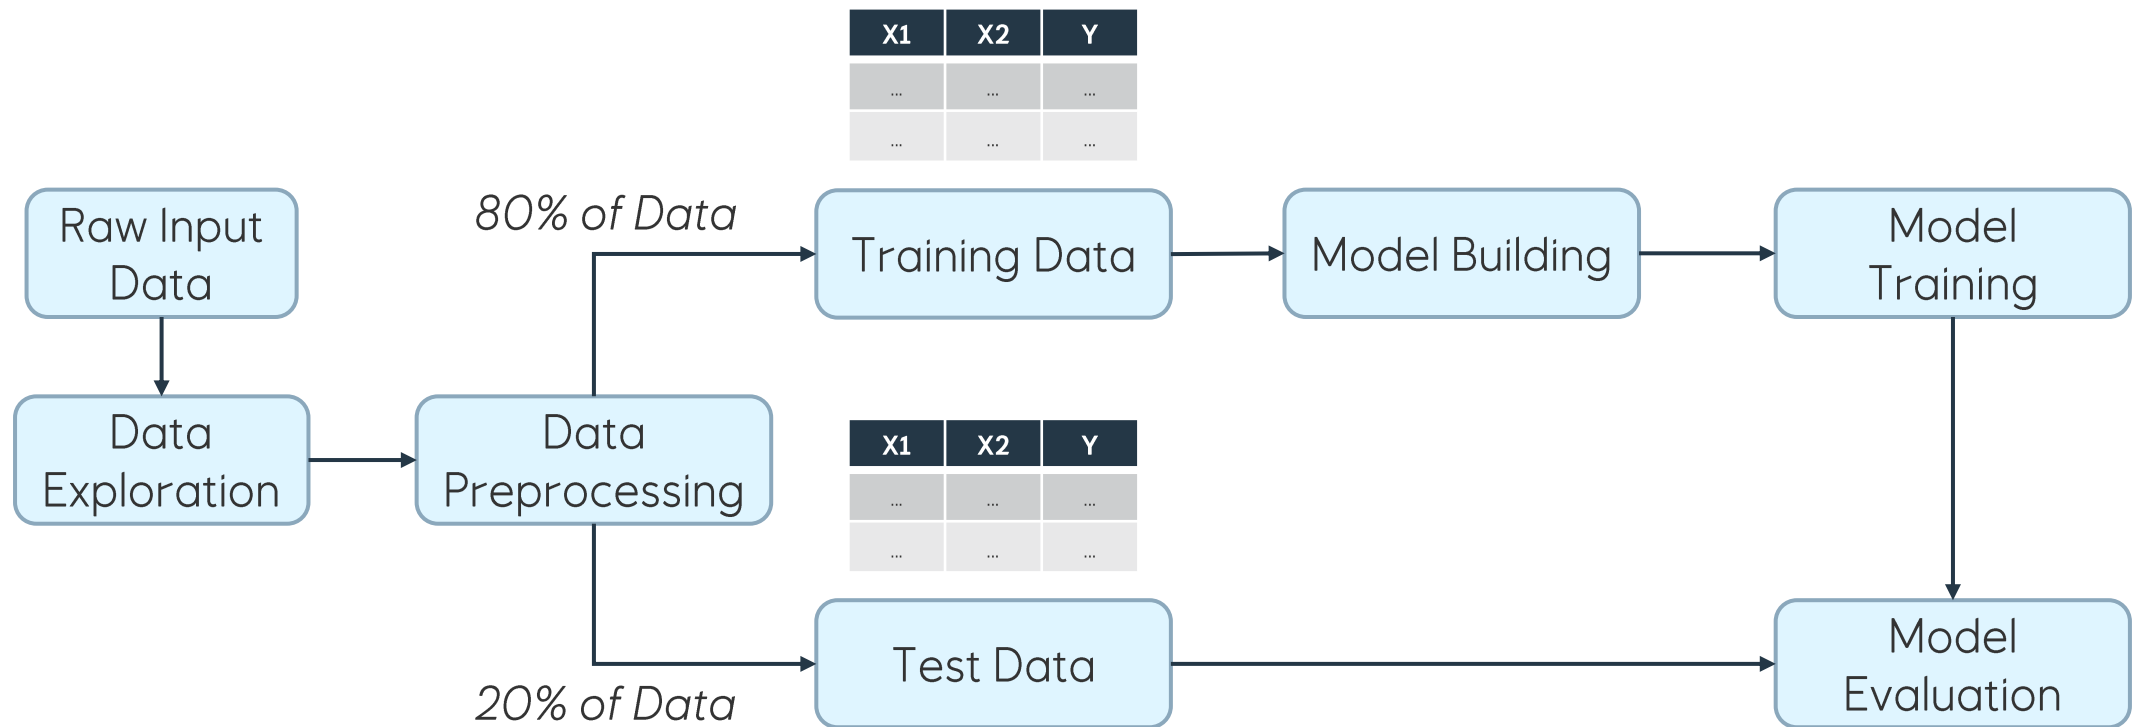 X1 X2 Y
... ... ...
... ... ...
Raw Input
Data
80% of Data
Training Data
Model Building
Model
Training
Data
Exploration
Data
Preprocessing
X1 X2 Y
... ... ...
... ... ...
20% of Data
Test Data
Model
Evaluation